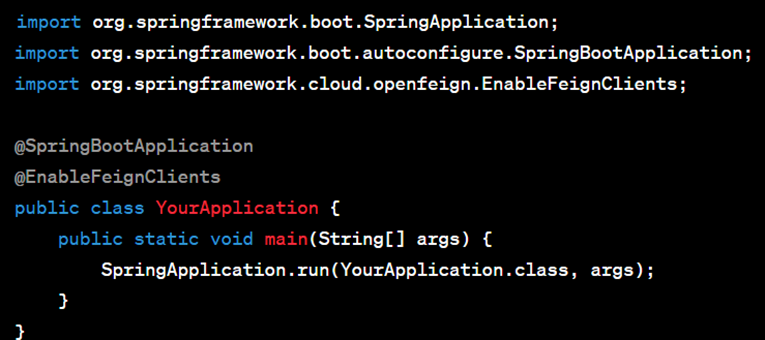 import org.springframework.boot.SpringApplication;
import org.springframework.boot.autoconfigure.SpringBootApplication;
import org.springframework.cloud.openfeign.EnableFeignClients;

@SpringBootApplication
@EnableFeignClients
public class YourApplication {
    public static void main(String[] args) {
        SpringApplication.run(YourApplication.class, args);
    }
}